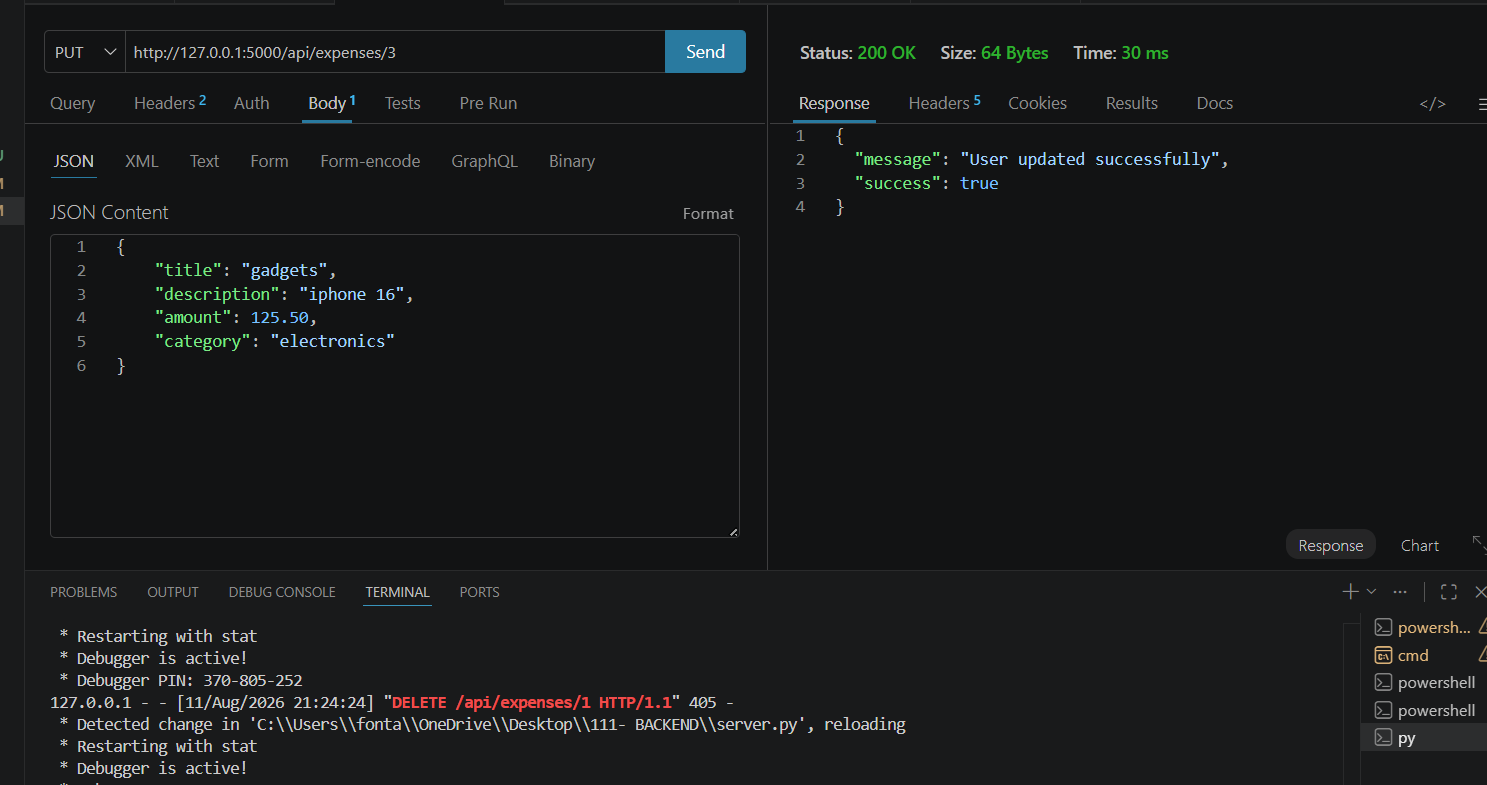 PUT http://127.0.0.1:5000/api/expenses/3 Send
Query Headers 2 Auth Body 1 Tests Pre Run
JSON XML Text Form Form-encode GraphQL Binary
JSON Content Format
1 {
2 "title": "gadgets",
3 "description": "iphone 16",
4 "amount": 125.50,
5 "category": "electronics"
6 }
Status: 200 OK Size: 64 Bytes Time: 30 ms
Response Headers 5 Cookies Results Docs </>
1 {
2 "message": "User updated successfully",
3 "success": true
4 }
Response Chart
PROBLEMS OUTPUT DEBUG CONSOLE TERMINAL PORTS
* Restarting with stat
* Debugger is active!
* Debugger PIN: 370-805-252
127.0.0.1 - - [11/Aug/2026 21:24:24] "DELETE /api/expenses/1 HTTP/1.1" 405 -
* Detected change in 'C:\\Users\\fonta\\OneDrive\\Desktop\\111- BACKEND\\server.py', reloading
* Restarting with stat
* Debugger is active!
powersh...
cmd
powershell
powershell
py